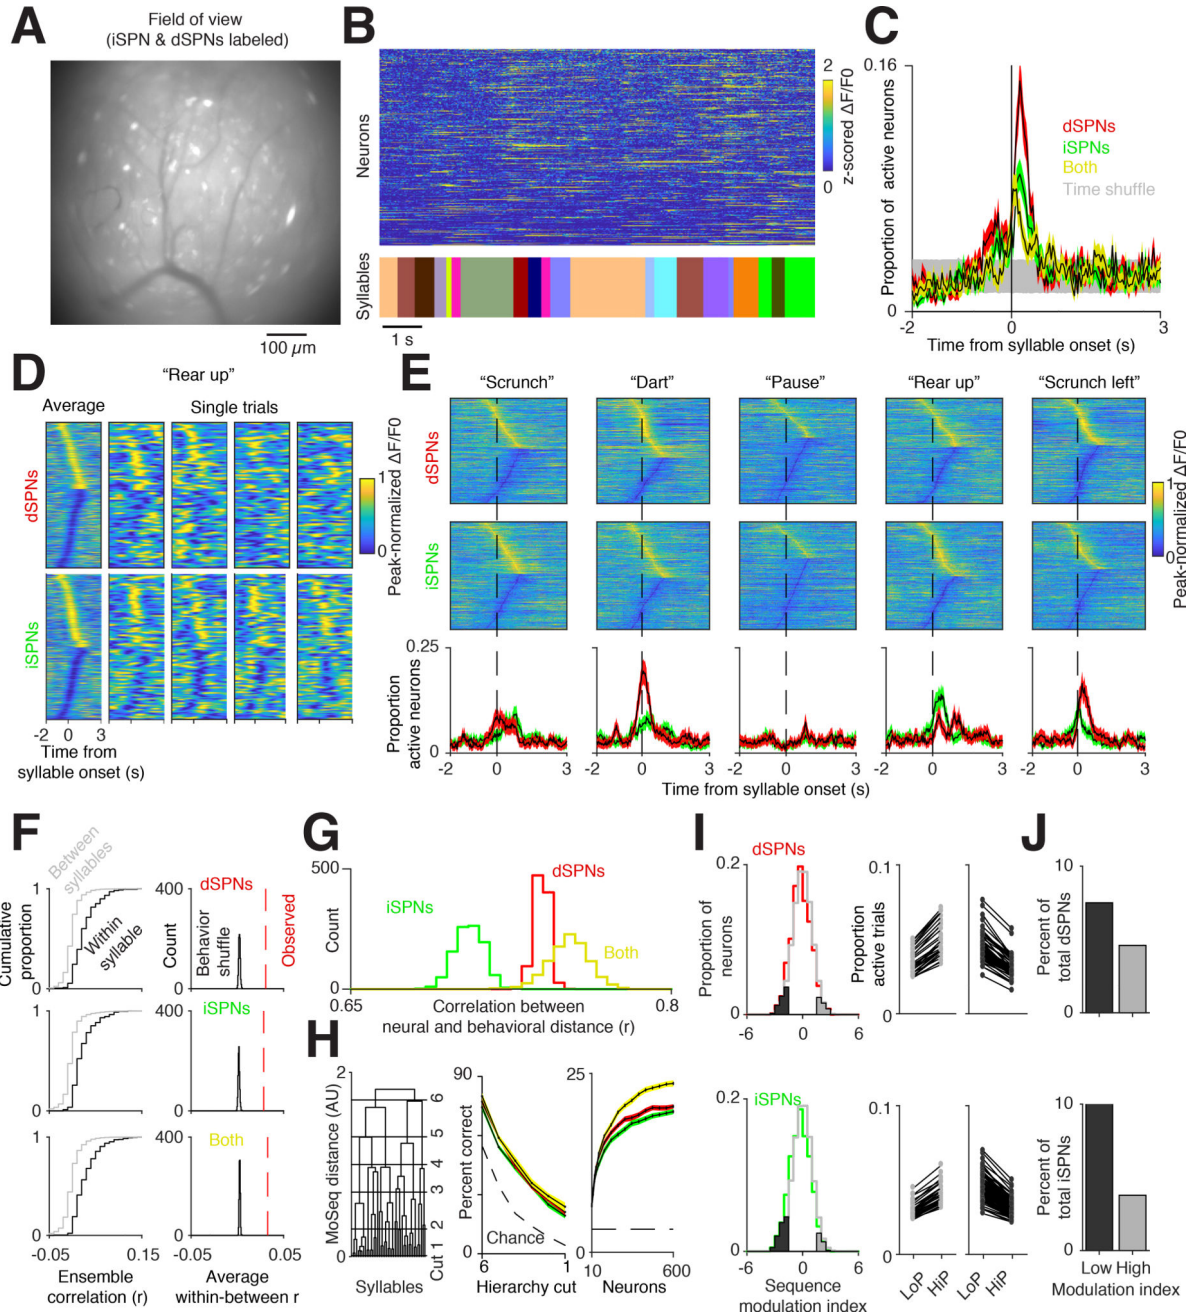 A
Field of view
(iSPN & dSPNs labeled)
100 µm
B
Neurons
Syllables
1 s
2
0
z-scored ΔF/F0
C
0.16
0
Proportion of active neurons
dSPNs
iSPNs
Both
Time shuffle
-2
0
3
Time from syllable onset (s)
D
"Rear up"
Average
Single trials
dSPNs
iSPNs
1
0
Peak-normalized ΔF/F0
-2 0 3
Time from
syllable onset (s)
E
"Scrunch"
"Dart"
"Pause"
"Rear up"
"Scrunch left"
dSPNs
iSPNs
1
0
Peak-normalized ΔF/F0
0.25
0
Proportion
active neurons
-2 0 3
-2 0 3
-2 0 3
-2 0 3
-2 0 3
Time from syllable onset (s)
F
Between
syllables
Within
syllable
Cumulative
proportion
1
0
1
0
1
0
-0.05 0.15
Ensemble
correlation (r)
400
0
Count
dSPNs
Behavior
shuffle
Observed
400
0
iSPNs
400
0
Both
-0.05 0.05
Average
within-between r
G
500
0
Count
iSPNs
dSPNs
Both
0.65
0.8
Correlation between
neural and behavioral distance (r)
H
2
0
MoSeq distance (AU)
6
5
4
3
2
Cut 1
Syllables
90
0
Percent correct
Chance
6 1
Hierarchy cut
25
0
10 600
Neurons
I
dSPNs
0.2
0
Proportion of
neurons
-6 0 6
0.1
0
Proportion
active trials
iSPNs
0.2
0
-6 0 6
Sequence
modulation index
0.1
0
LoP
HiP
LoP
HiP
J
10
0
Percent of
total dSPNs
10
0
Percent of
total iSPNs
Low High
Modulation index